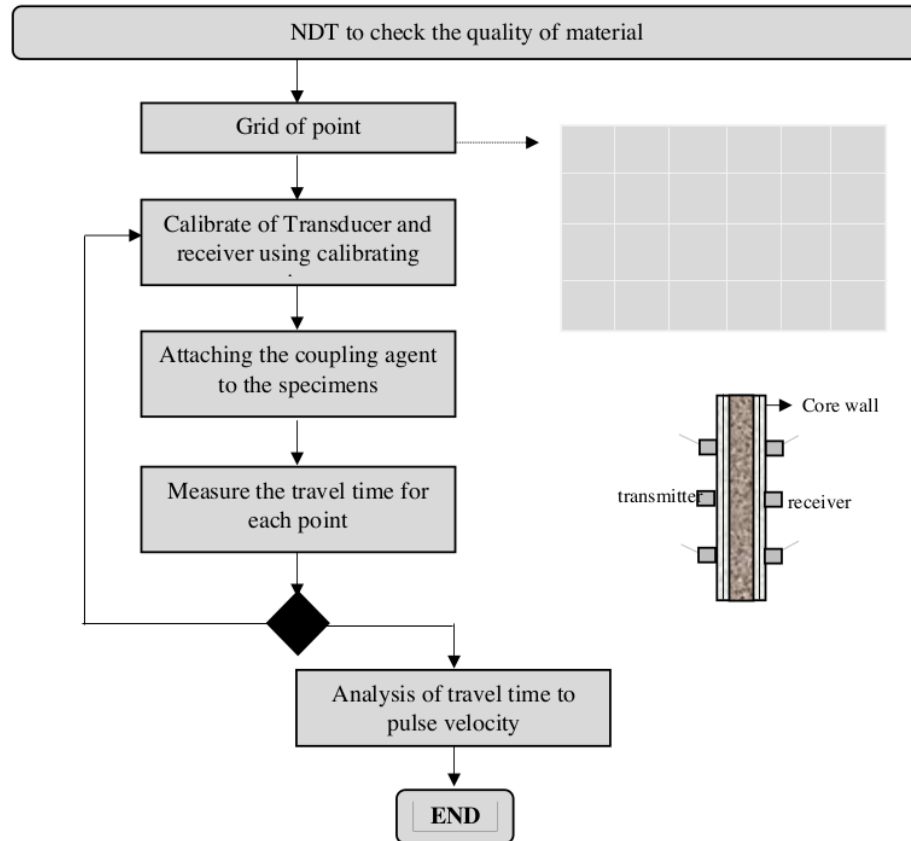 NDT to check the quality of material
Grid of point
Calibrate of Transducer and
receiver using calibrating
Attaching the coupling agent
to the specimens
Core wall
Measure the travel time for
each point
transmitter
receiver
Analysis of travel time to
pulse velocity
END